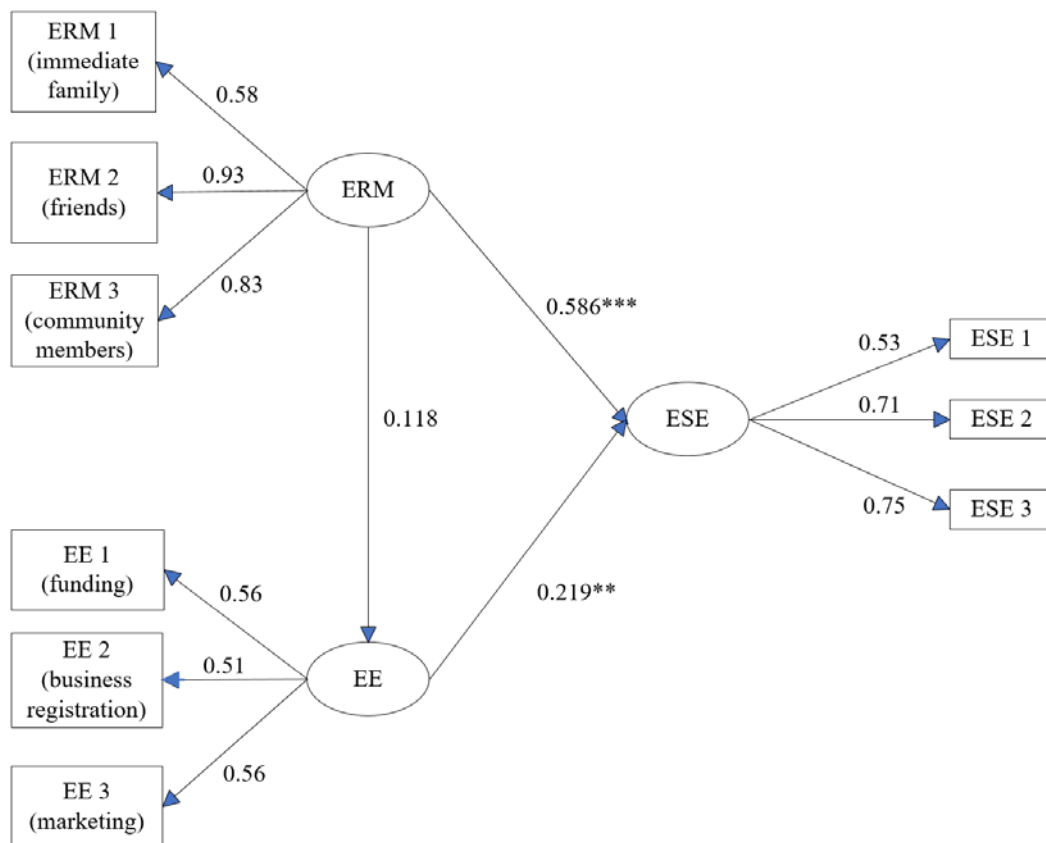 ERM 1
(immediate
family)
0.58
ERM 2
(friends)
0.93
ERM
ERM 3
(community
members)
0.83
0.586***
0.118
ESE
0.53
ESE 1
0.71
ESE 2
0.75
ESE 3
EE 1
(funding)
0.56
0.219**
EE 2
(business
registration)
0.51
EE
EE 3
(marketing)
0.56